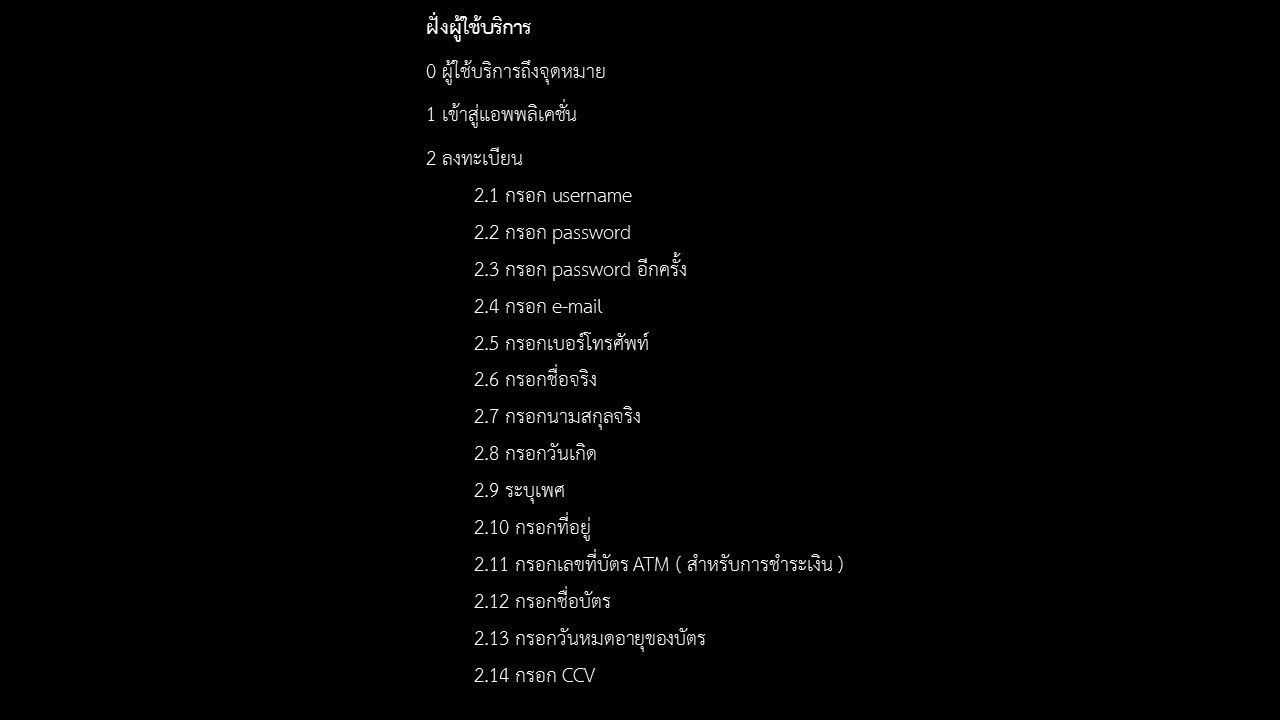 ฝั่งผู้ใช้บริการ
0 ผู้ใช้บริการถึงจุดหมาย
1 เข้าสู่แอพพลิเคชั่น
2 ลงทะเบียน
2.1 กรอก username
2.2 กรอก password
2.3 กรอก password อีกครั้ง
2.4 กรอก e-mail
2.5 กรอกเบอร์โทรศัพท์
2.6 กรอกชื่อจริง
2.7 กรอกนามสกุลจริง
2.8 กรอกวันเกิด
2.9 ระบุเพศ
2.10 กรอกที่อยู่
2.11 กรอกเลขที่บัตร ATM ( สำหรับการชำระเงิน )
2.12 กรอกชื่อบัตร
2.13 กรอกวันหมดอายุของบัตร
2.14 กรอก CCV